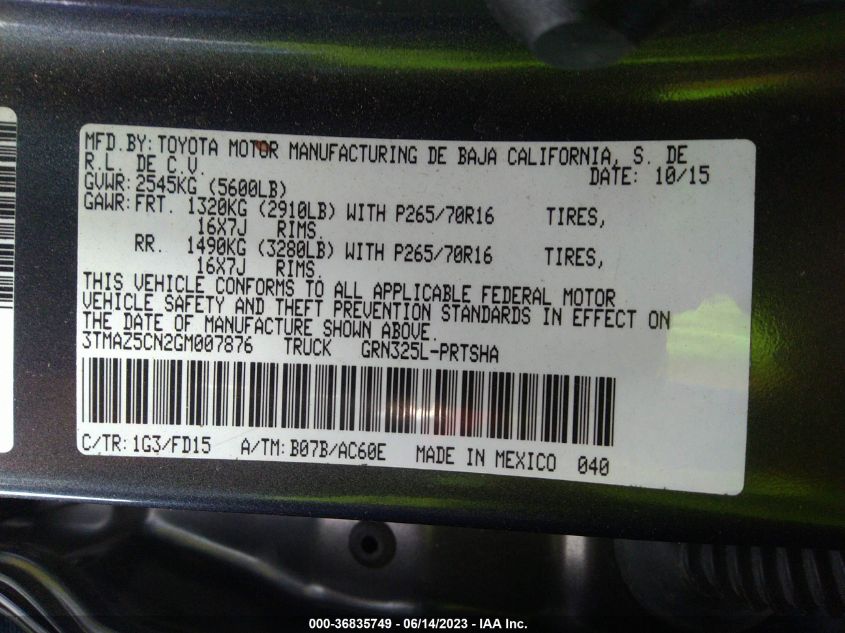 MFD.BY: TOYOTA MOTOR MANUFACTURING DE BAJA CALIFORNIA, S. DE
R.L. DE C.V. DATE: 10/15
GVWR: 2545KG (5600LB)
GAWR: FRT. 1320KG (2910LB) WITH P265/70R16 TIRES,
16X7J RIMS.
RR. 1490KG (3280LB) WITH P265/70R16 TIRES,
16X7J RIMS.
THIS VEHICLE CONFORMS TO ALL APPLICABLE FEDERAL MOTOR
VEHICLE SAFETY AND THEFT PREVENTION STANDARDS IN EFFECT ON
THE DATE OF MANUFACTURE SHOWN ABOVE.
3TMAZ5CN2GM007876 TRUCK GRN325L-PRTSHA
C/TR: 1G3/FD15 A/TM: B07B/AC60E MADE IN MEXICO 040
000-36835749 - 06/14/2023 - IAA Inc.